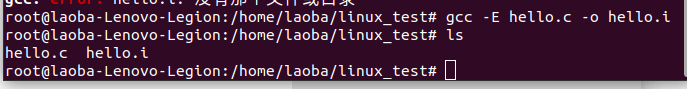 gcc: error: hello.i: 没有那个文件或目录
root@laoba-Lenovo-Legion:/home/laoba/linux_test# gcc -E hello.c -o hello.i
root@laoba-Lenovo-Legion:/home/laoba/linux_test# ls
hello.c  hello.i
root@laoba-Lenovo-Legion:/home/laoba/linux_test#